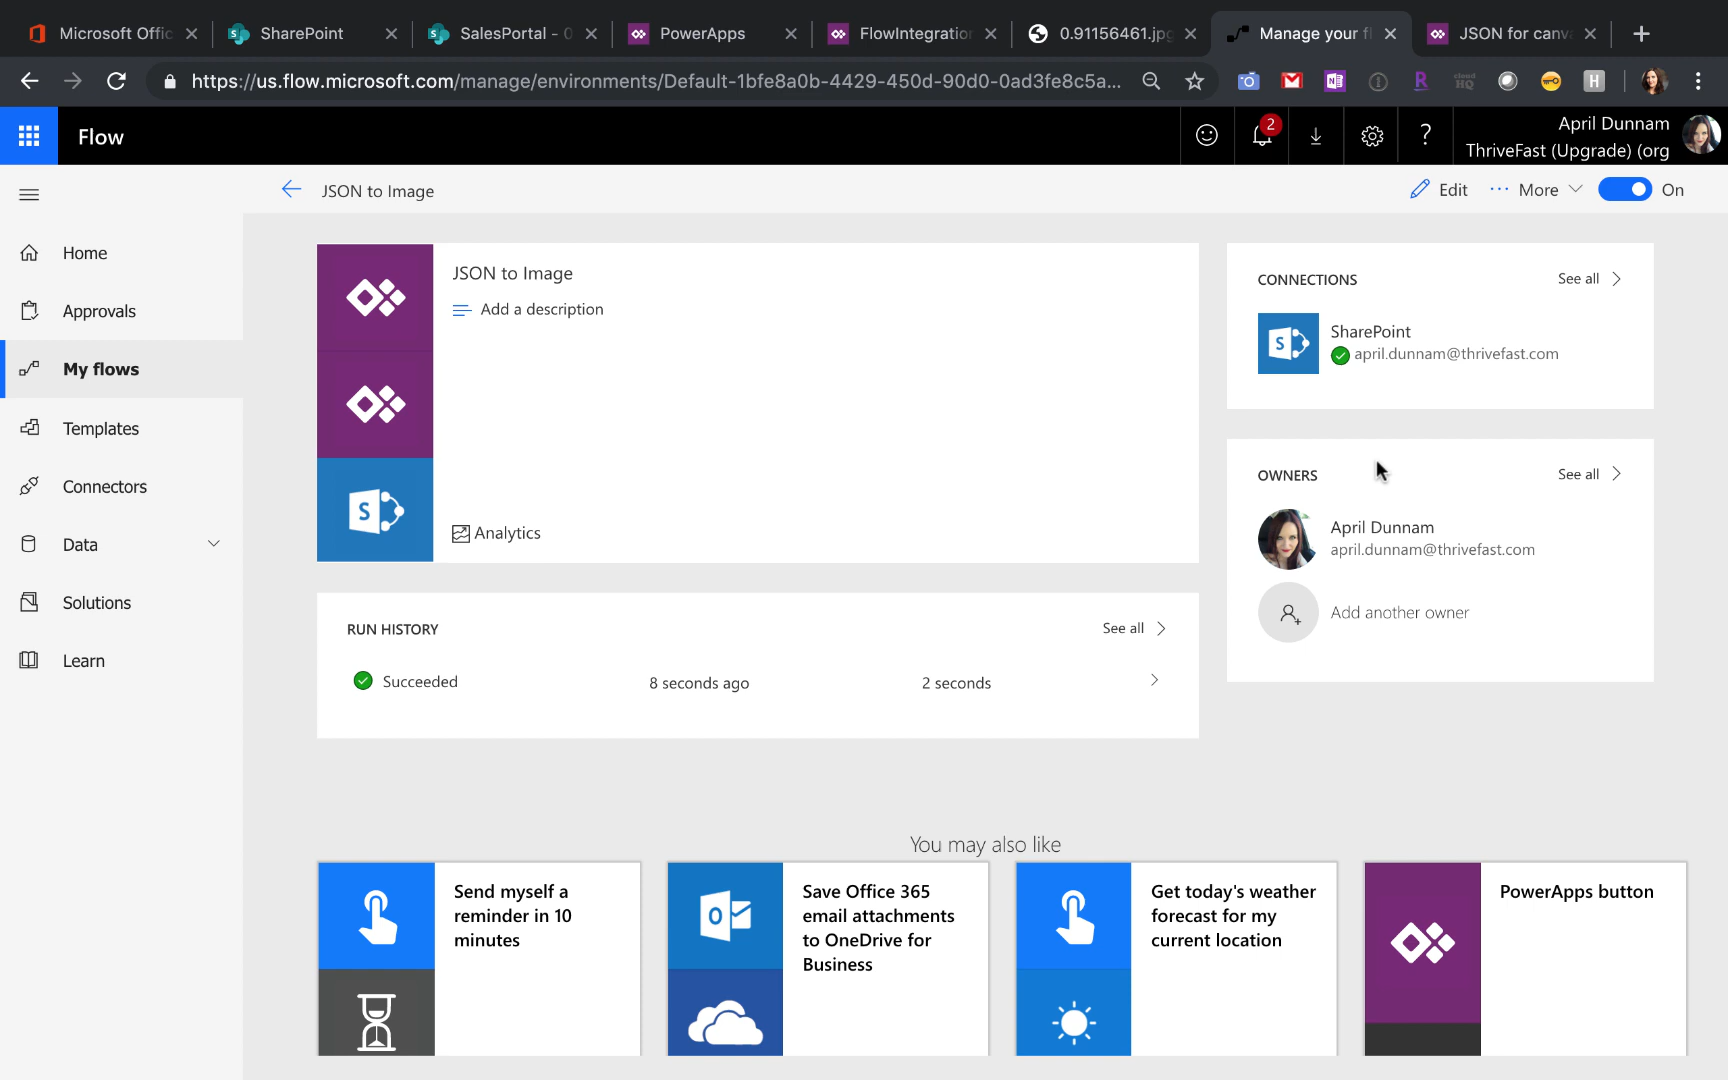 Microsoft Offic
SharePoint
SalesPortal - 0
PowerApps
FlowIntegration
0.91156461.jpg
Manage your fl
JSON for canv
https://us.flow.microsoft.com/manage/environments/Default-1bfe8a0b-4429-450d-90d0-0ad3fe8c5a...
Flow
2
?
April Dunnam
ThriveFast (Upgrade) (org
JSON to Image
Edit
More
On
Home
Approvals
My flows
Templates
Connectors
Data
Solutions
Learn
JSON to Image
Add a description
Analytics
CONNECTIONS
See all
SharePoint
april.dunnam@thrivefast.com
OWNERS
See all
April Dunnam
april.dunnam@thrivefast.com
Add another owner
RUN HISTORY
See all
Succeeded
8 seconds ago
2 seconds
You may also like
Send myself a
reminder in 10
minutes
Save Office 365
email attachments
to OneDrive for
Business
Get today's weather
forecast for my
current location
PowerApps button